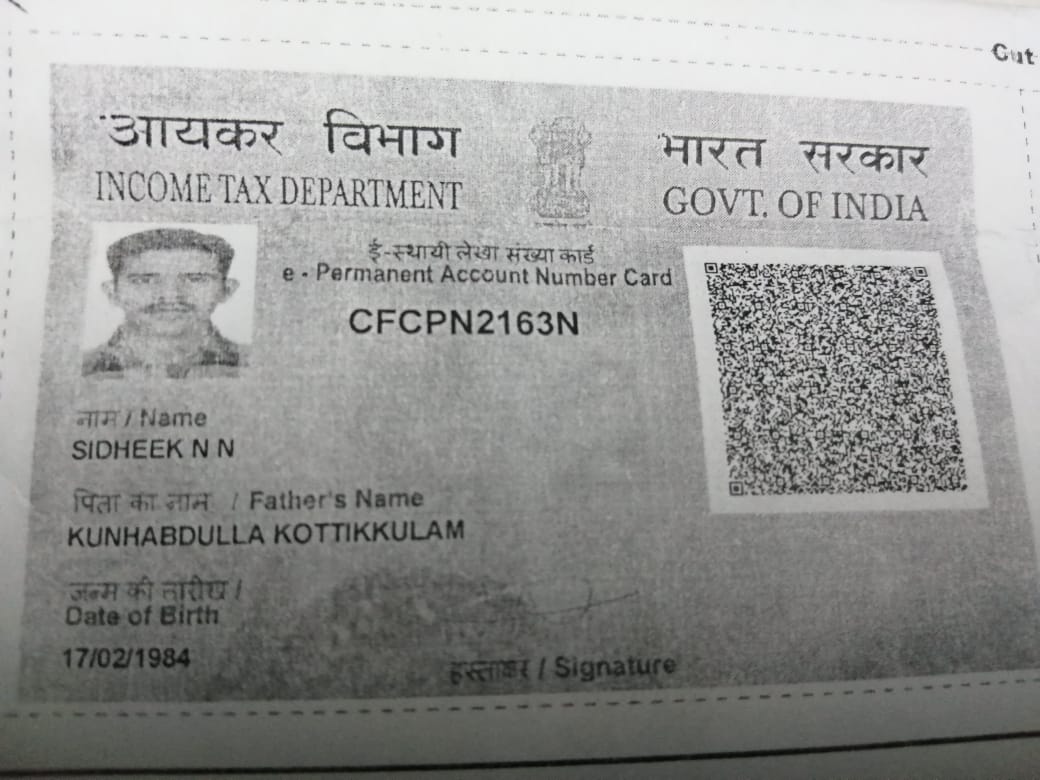 Cut
आयकर विभाग
INCOME TAX DEPARTMENT
भारत सरकार
GOVT. OF INDIA
ई-स्थायी लेखा संख्या कार्ड
e - Permanent Account Number Card
CFCPN2163N
नाम / Name
SIDHEEK N N
पिता का नाम / Father's Name
KUNHABDULLA KOTTIKKULAM
जन्म की तारीख /
Date of Birth
17/02/1984
हस्ताक्षर / Signature